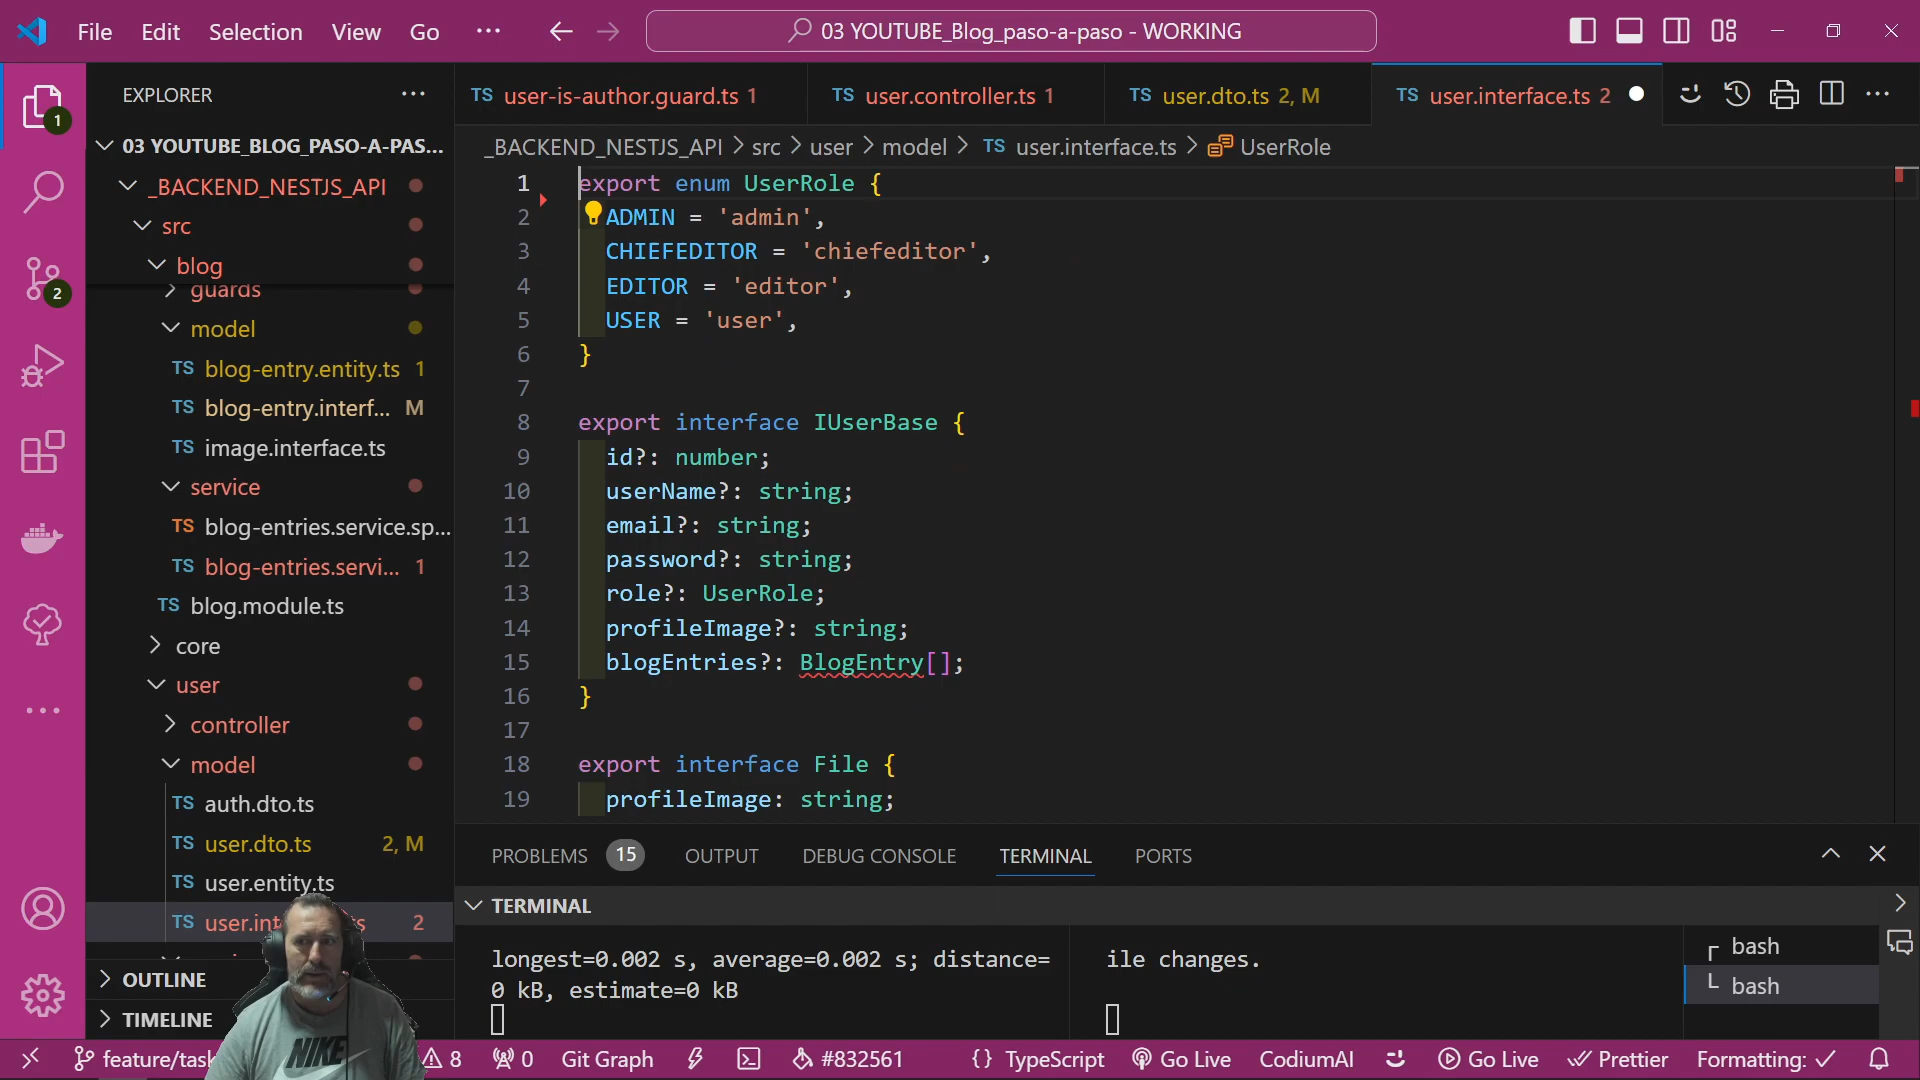 File Edit Selection View Go ···
03 YOUTUBE_Blog_paso-a-paso - WORKING
EXPLORER ···
TS user-is-author.guard.ts 1
TS user.controller.ts 1
TS user.dto.ts 2, M
TS user.interface.ts 2
_BACKEND_NESTJS_API > src > user > model > TS user.interface.ts > UserRole
1
2
03 YOUTUBE_BLOG_PASO-A-PAS...
_BACKEND_NESTJS_API
src
blog
guards
model
TS blog-entry.entity.ts 1
TS blog-entry.interf... M
TS image.interface.ts
service
TS blog-entries.service.sp...
TS blog-entries.servi... 1
TS blog.module.ts
core
user
controller
model
TS auth.dto.ts
TS user.dto.ts 2, M
TS user.entity.ts
TS 2
OUTLINE
TIMELINE
1 export enum UserRole {
2 ADMIN = 'admin',
3 CHIEFEDITOR = 'chiefeditor',
4 EDITOR = 'editor',
5 USER = 'user',
6 }
7
8 export interface IUserBase {
9 id?: number;
10 userName?: string;
11 email?: string;
12 password?: string;
13 role?: UserRole;
14 profileImage?: string;
15 blogEntries?: BlogEntry[];
16 }
17
18 export interface File {
19 profileImage: string;
PROBLEMS 15 OUTPUT DEBUG CONSOLE TERMINAL PORTS
TERMINAL
longest=0.002 s, average=0.002 s; distance=
0 kB, estimate=0 kB
ile changes.
bash
bash
NIKE
8 0 Git Graph #832561 {} TypeScript Go Live CodiumAI Go Live Prettier Formatting: ✓